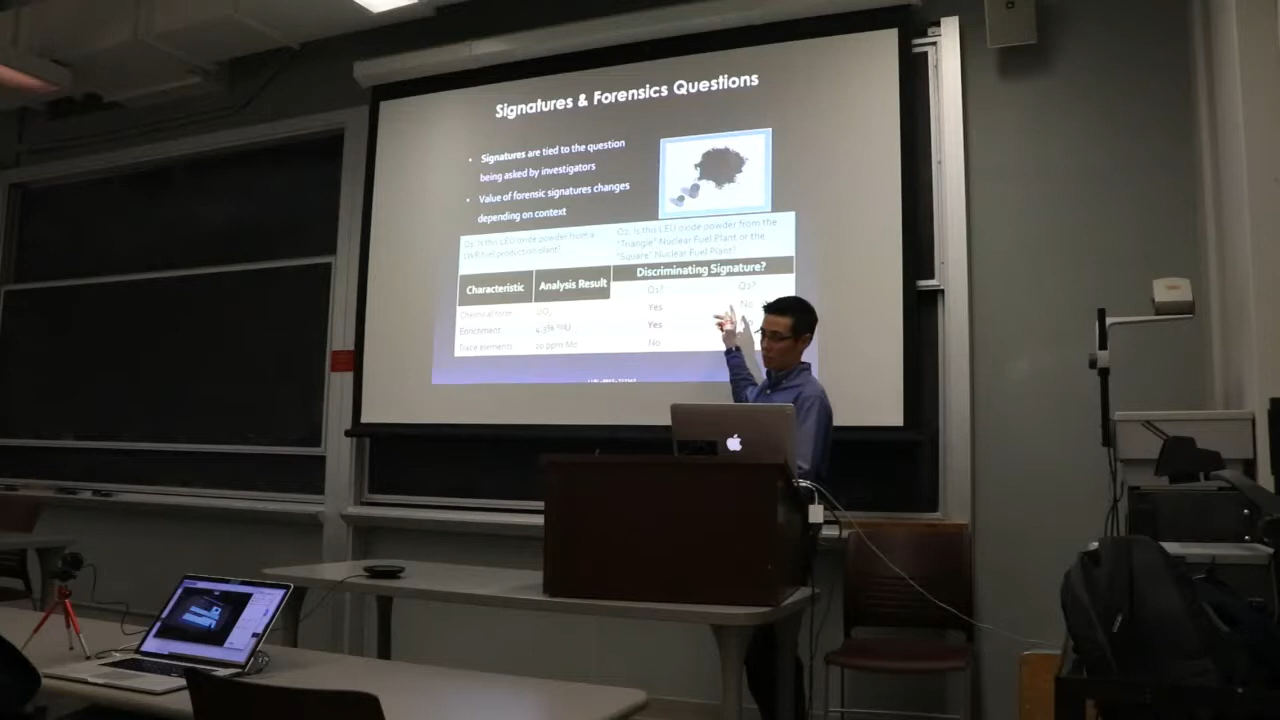 Signatures & Forensics Questions
• Signatures are tied to the question
being asked by investigators
• Value of forensic signatures changes
depending on context
Q1: Is this LEU oxide powder from a
LWR fuel production plant?
Q2: Is this LEU oxide powder from the
"Triangle" Nuclear Fuel Plant or the
"Square" Nuclear Fuel Plant?
Characteristic Analysis Result Discriminating Signature?
Q1? Q2?
Chemical form UO₂ Yes No
Enrichment Yes
Trace elements 20 ppm Mo No